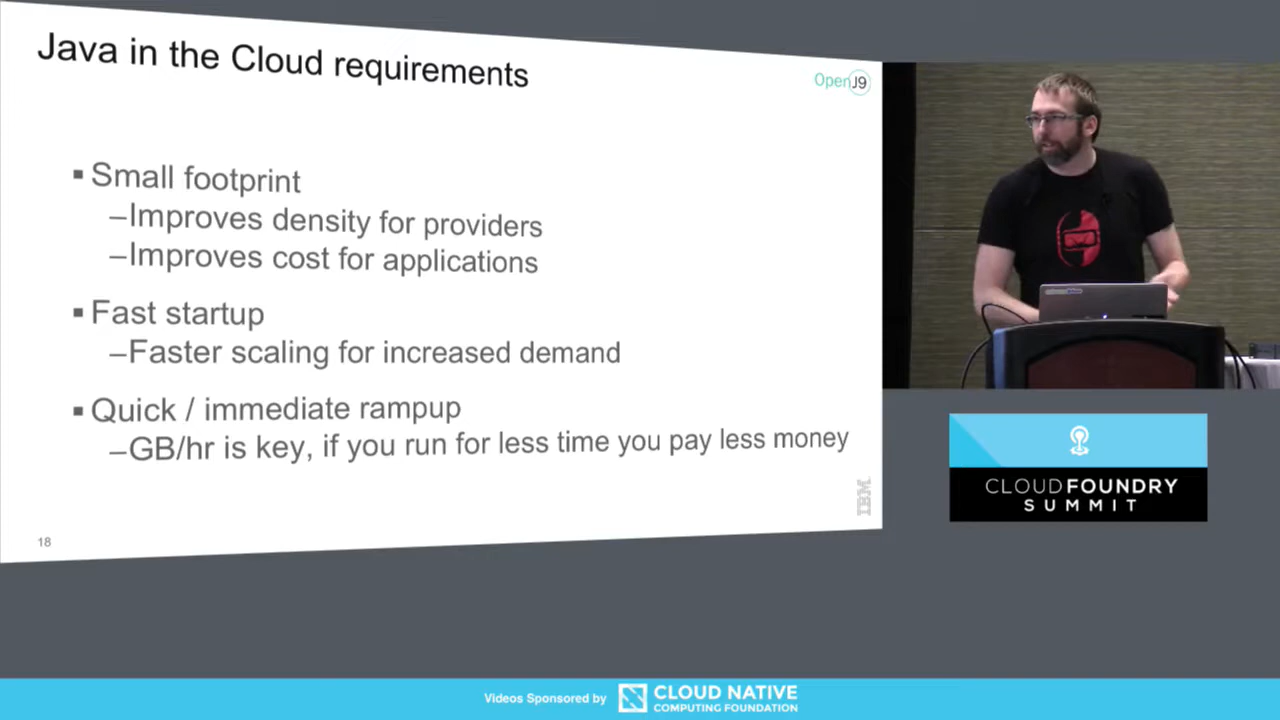 Java in the Cloud requirements
OpenJ9
▪ Small footprint
–Improves density for providers
–Improves cost for applications
▪ Fast startup
–Faster scaling for increased demand
▪ Quick / immediate rampup
–GB/hr is key, if you run for less time you pay less money
IBM
18
CLOUD FOUNDRY
SUMMIT
Videos Sponsored by
CLOUD NATIVE
COMPUTING FOUNDATION